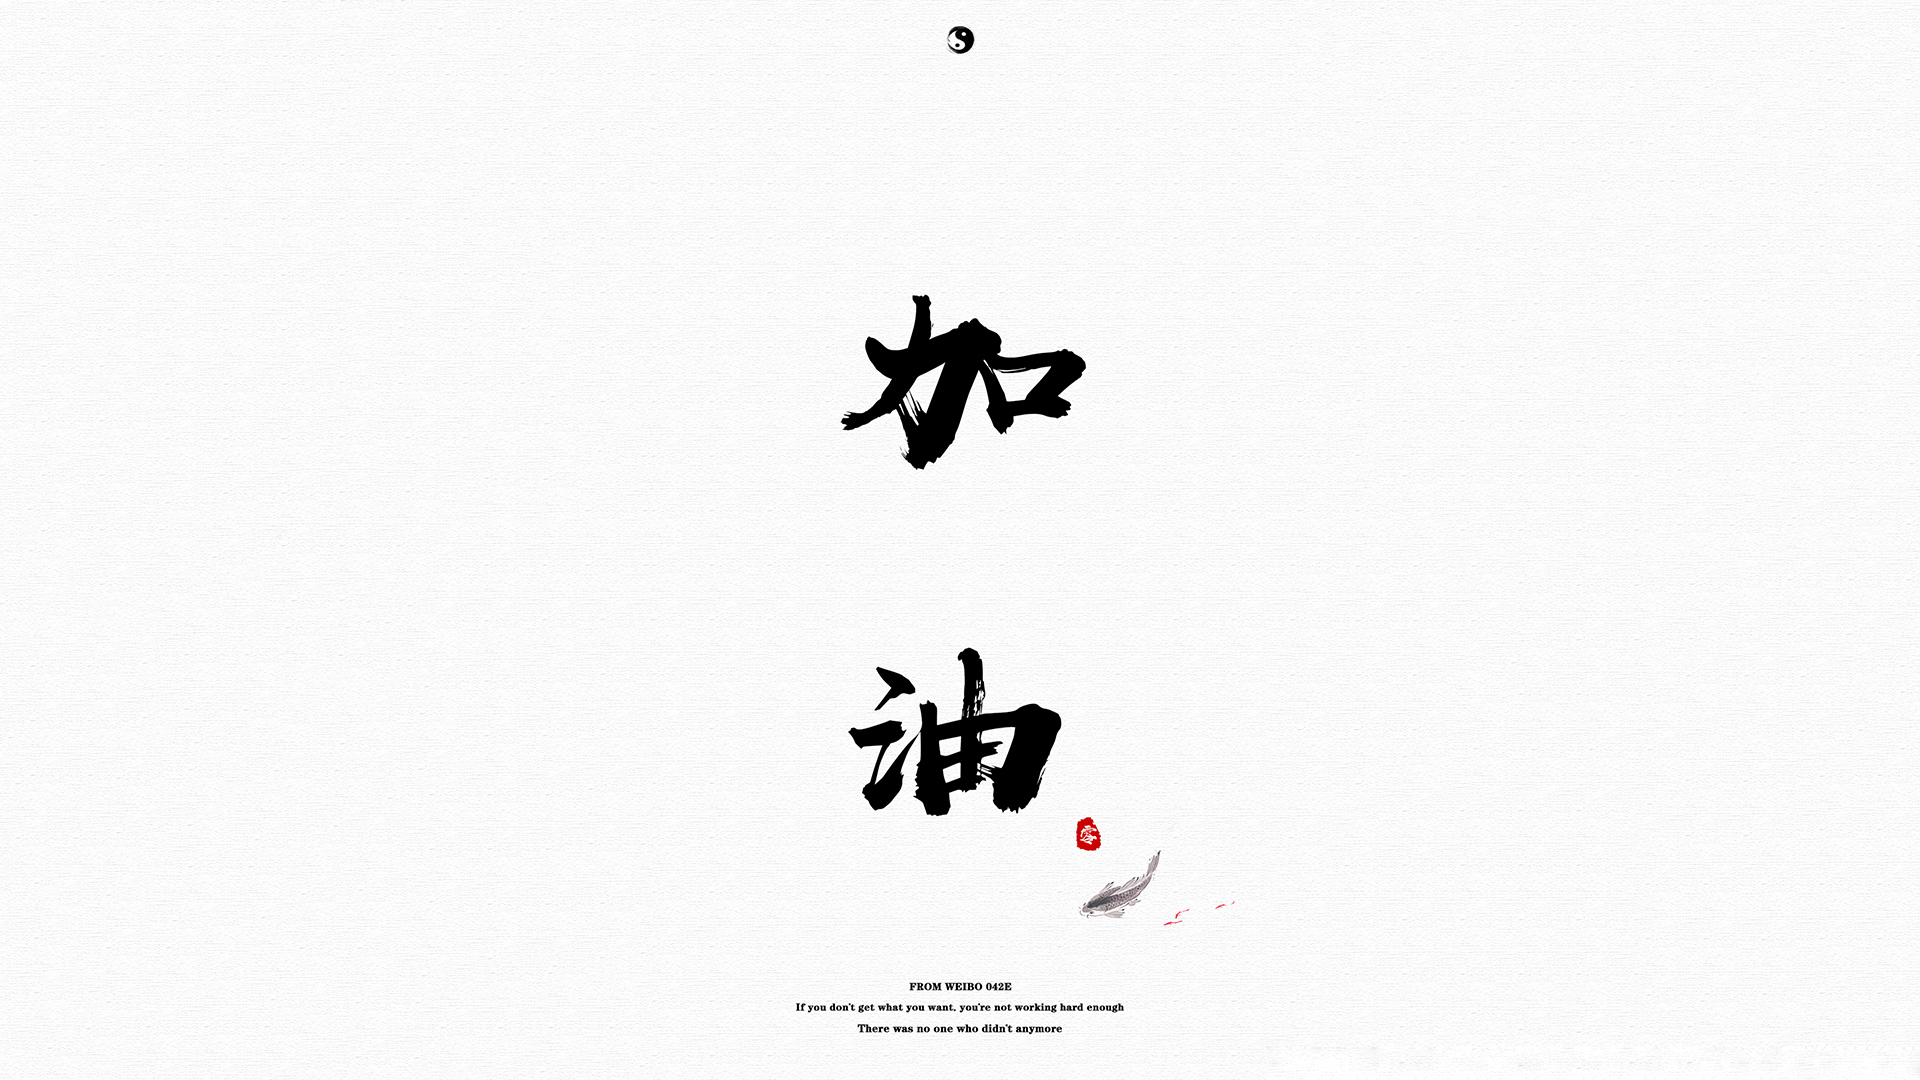 加
油
FROM WEIBO 042E
If you don't get what you want, you're not working hard enough
There was no one who didn't anymore